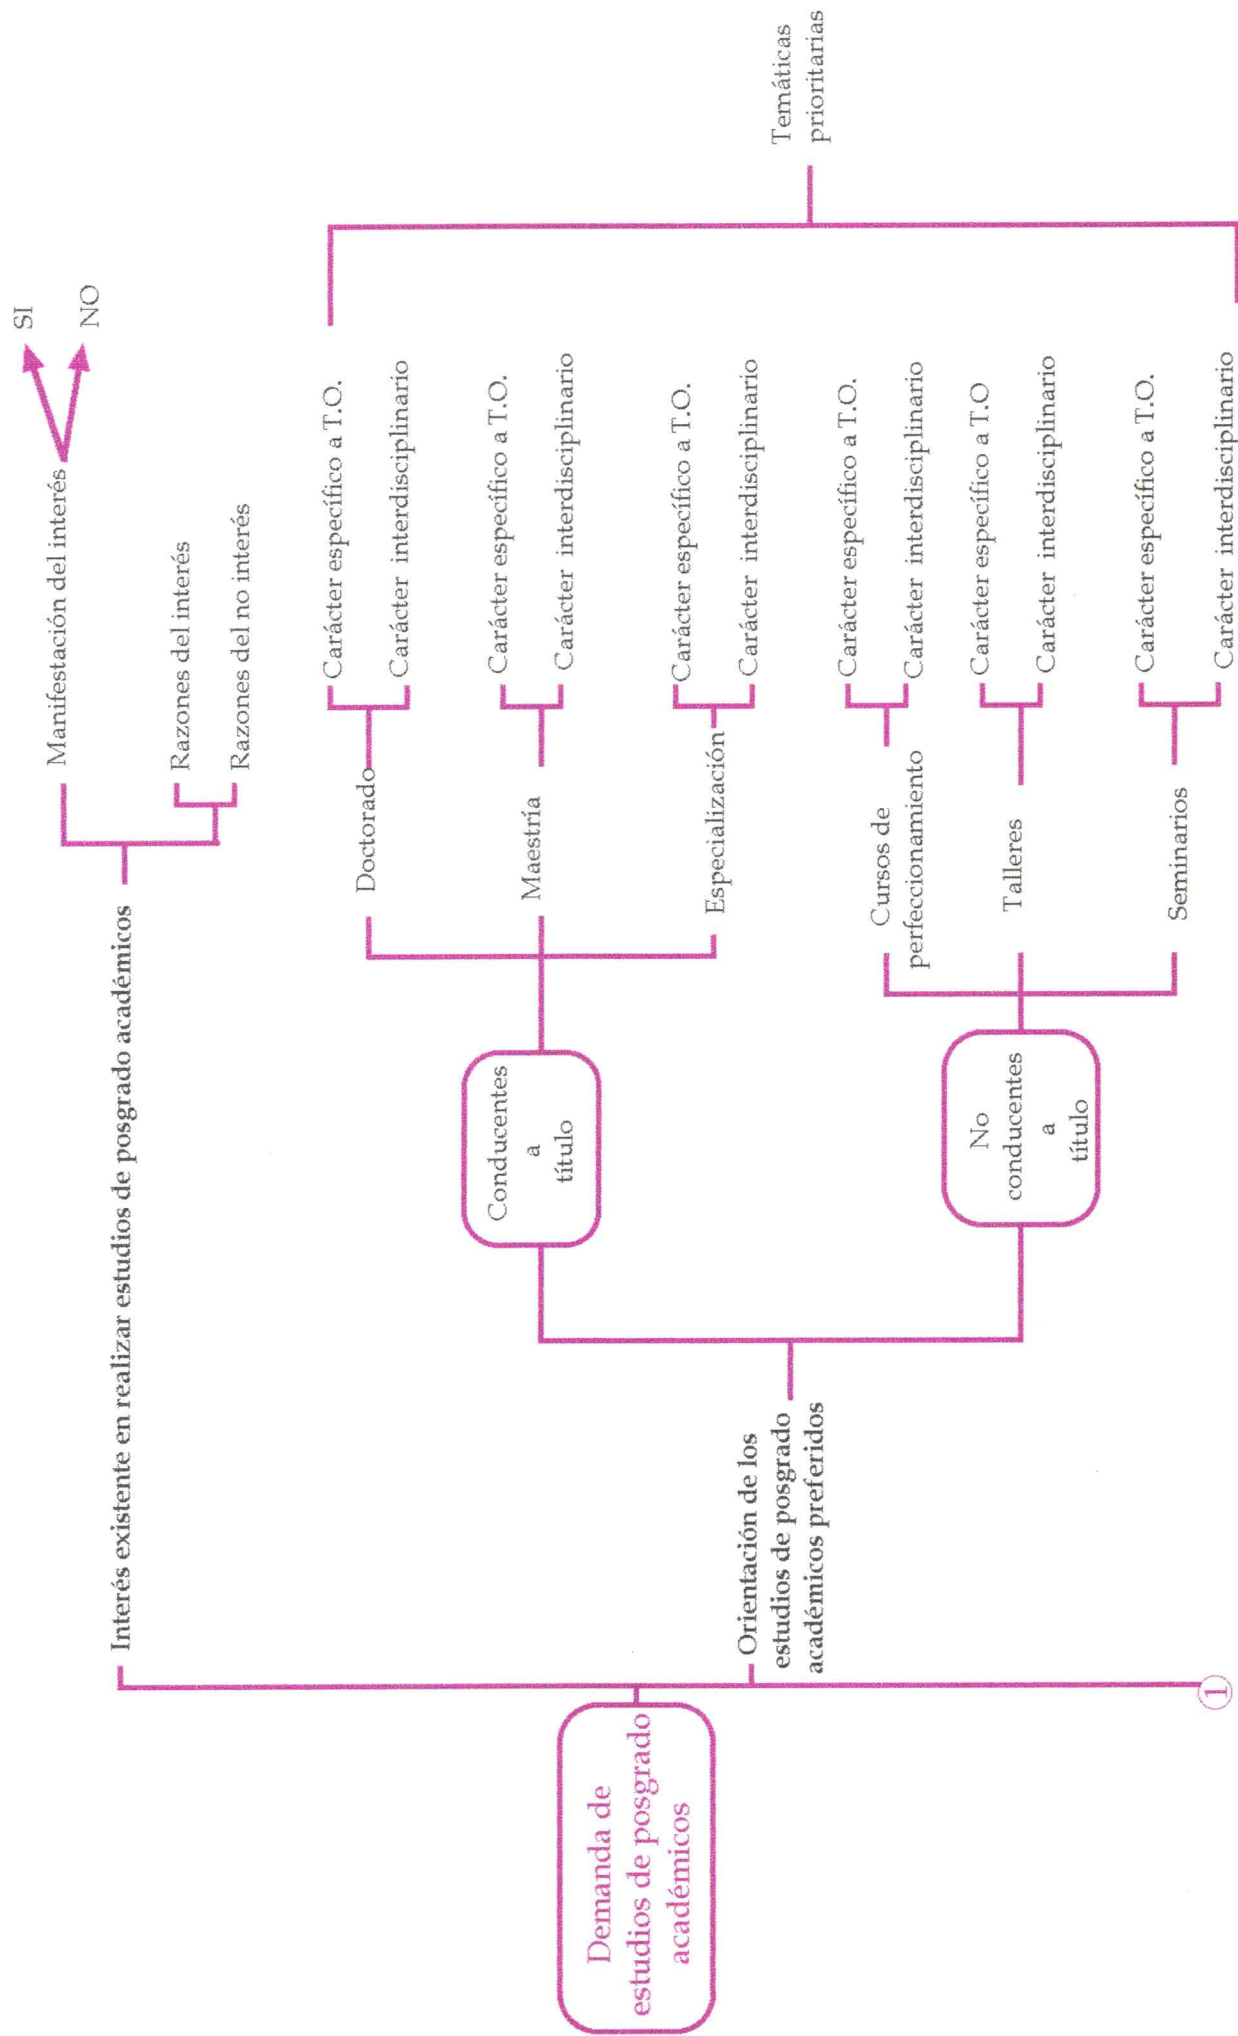 Demanda de
estudios de posgrado
académicos
Interés existente en realizar estudios de posgrado académicos
Manifestación del interés
SI
NO
Razones del interés
Razones del no interés
Orientación de los
estudios de posgrado
académicos preferidos
Conducentes
a
título
Doctorado
Carácter específico a T.O.
Carácter interdisciplinario
Maestría
Carácter específico a T.O.
Carácter interdisciplinario
Especialización
Carácter específico a T.O.
Carácter interdisciplinario
No
conducentes
a
título
Cursos de
perfeccionamiento
Carácter específico a T.O.
Carácter interdisciplinario
Talleres
Carácter específico a T.O
Carácter interdisciplinario
Seminarios
Carácter específico a T.O.
Carácter interdisciplinario
Temáticas
prioritarias
1